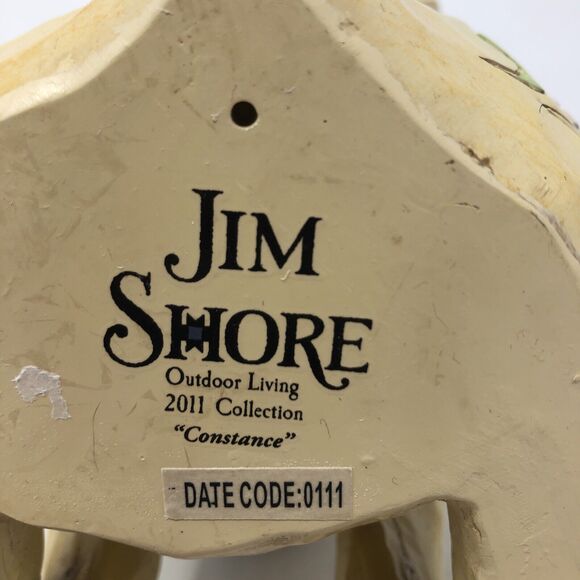 JIM
SHORE
Outdoor Living
2011 Collection
“Constance”
DATE CODE:0111